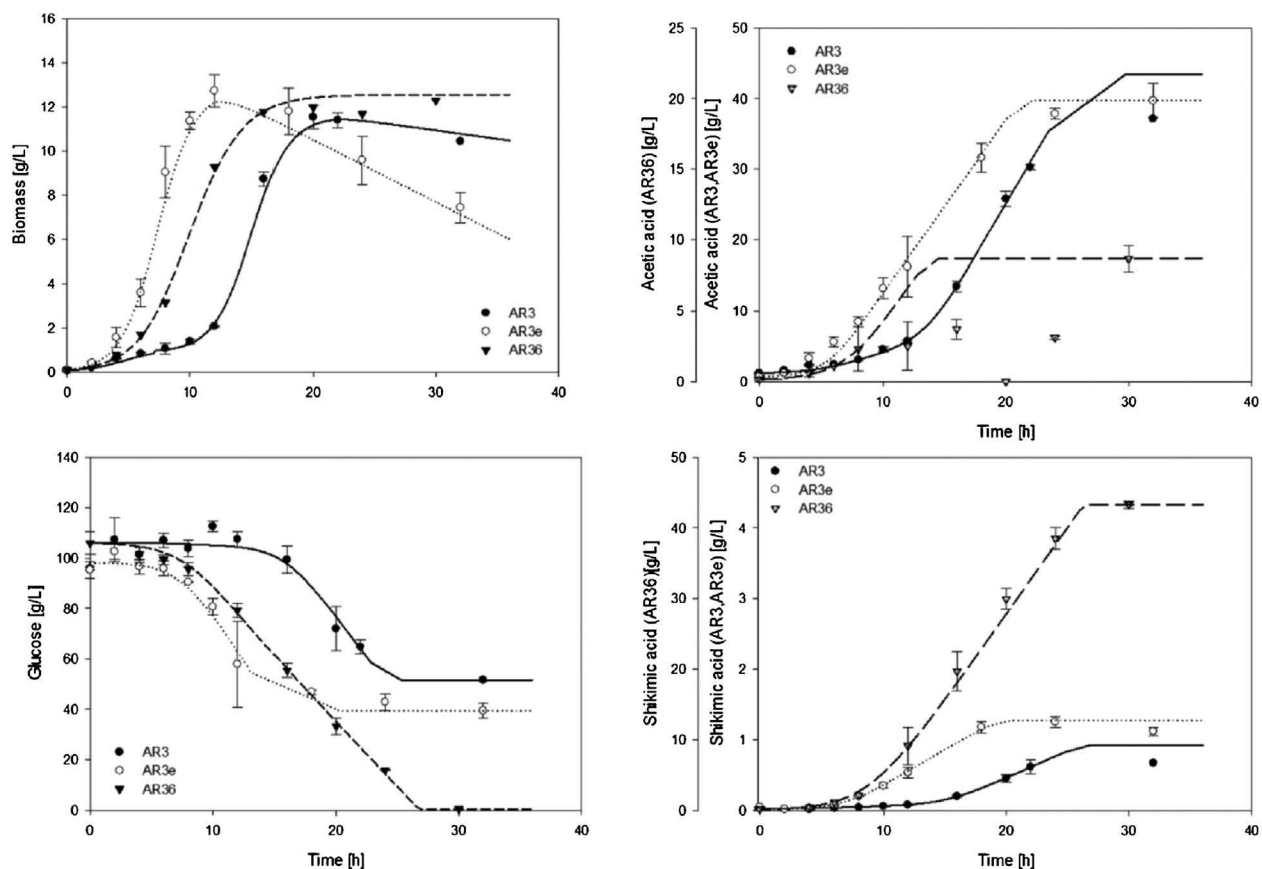 16
14
12
10
8
6
4
2
0
Biomass [g/L]
AR3
AR3e
AR36
0
10
20
30
40
25
20
15
10
5
0
Acetic acid (AR36) [g/L]
50
40
30
20
10
0
Acetic acid (AR3,AR3e) [g/L]
AR3
AR3e
AR36
0
10
20
30
40
Time [h]
140
120
100
80
60
40
20
0
Glucose [g/L]
AR3
AR3e
AR36
0
10
20
30
40
Time [h]
50
40
30
20
10
0
Shikimic acid (AR36)[g/L]
5
4
3
2
1
0
Shikimic acid (AR3,AR3e) [g/L]
AR3
AR3e
AR36
0
10
20
30
40
Time [h]